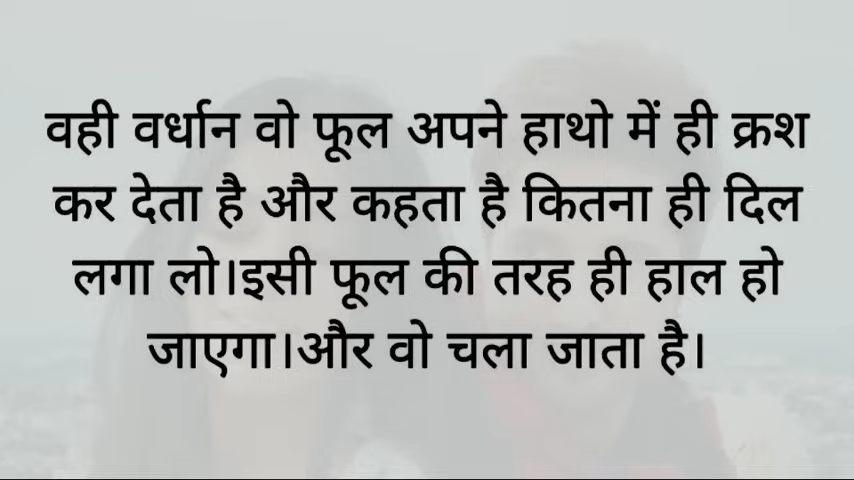 वही वर्धान वो फूल अपने हाथो में ही क्रश
कर देता है और कहता है कितना ही दिल
लगा लो।इसी फूल की तरह ही हाल हो
जाएगा।और वो चला जाता है।